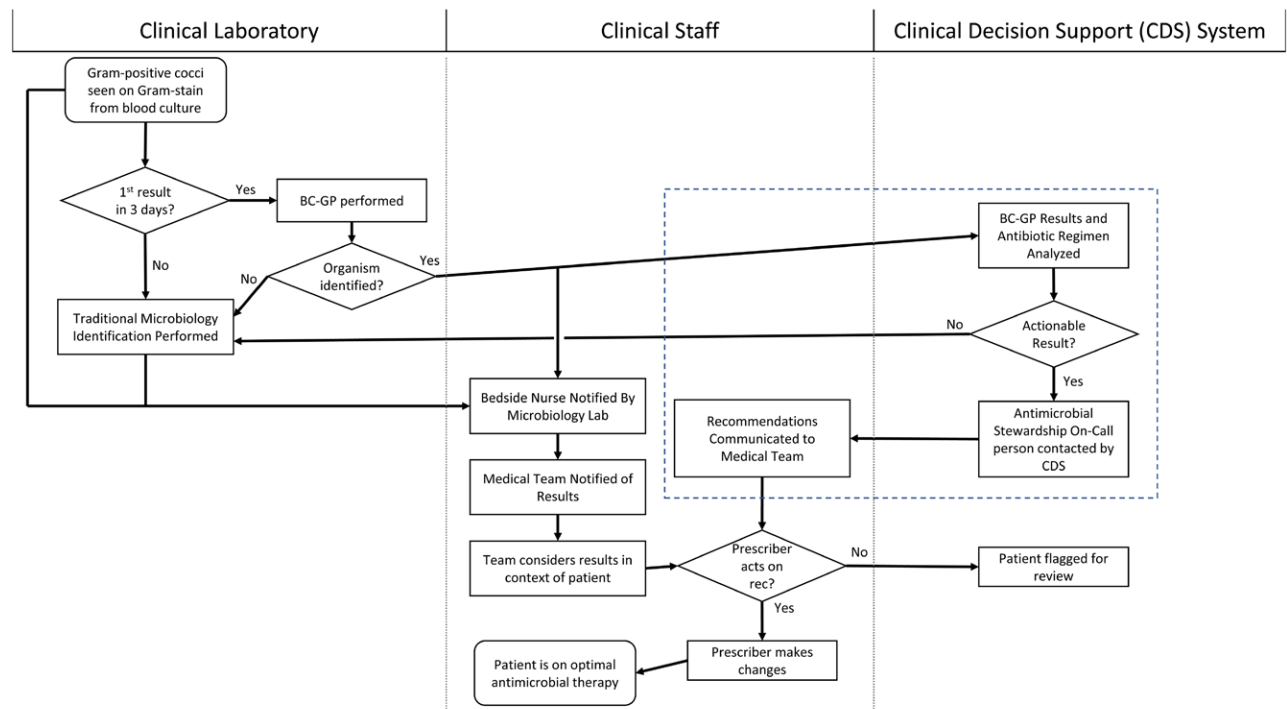 Clinical Laboratory
Clinical Staff
Clinical Decision Support (CDS) System
Gram-positive cocci
seen on Gram-stain
from blood culture
1st result
in 3 days?
Yes
BC-GP performed
No
Organism
identified?
Yes
No
BC-GP Results and
Antibiotic Regimen
Analyzed
Traditional Microbiology
Identification Performed
No
Actionable
Result?
Yes
Bedside Nurse Notified By
Microbiology Lab
Recommendations
Communicated to
Medical Team
Antimicrobial
Stewardship On-Call
person contacted by
CDS
Medical Team Notified of
Results
Team considers results in
context of patient
Prescriber
acts on
rec?
No
Patient flagged for
review
Yes
Prescriber makes
changes
Patient is on optimal
antimicrobial therapy